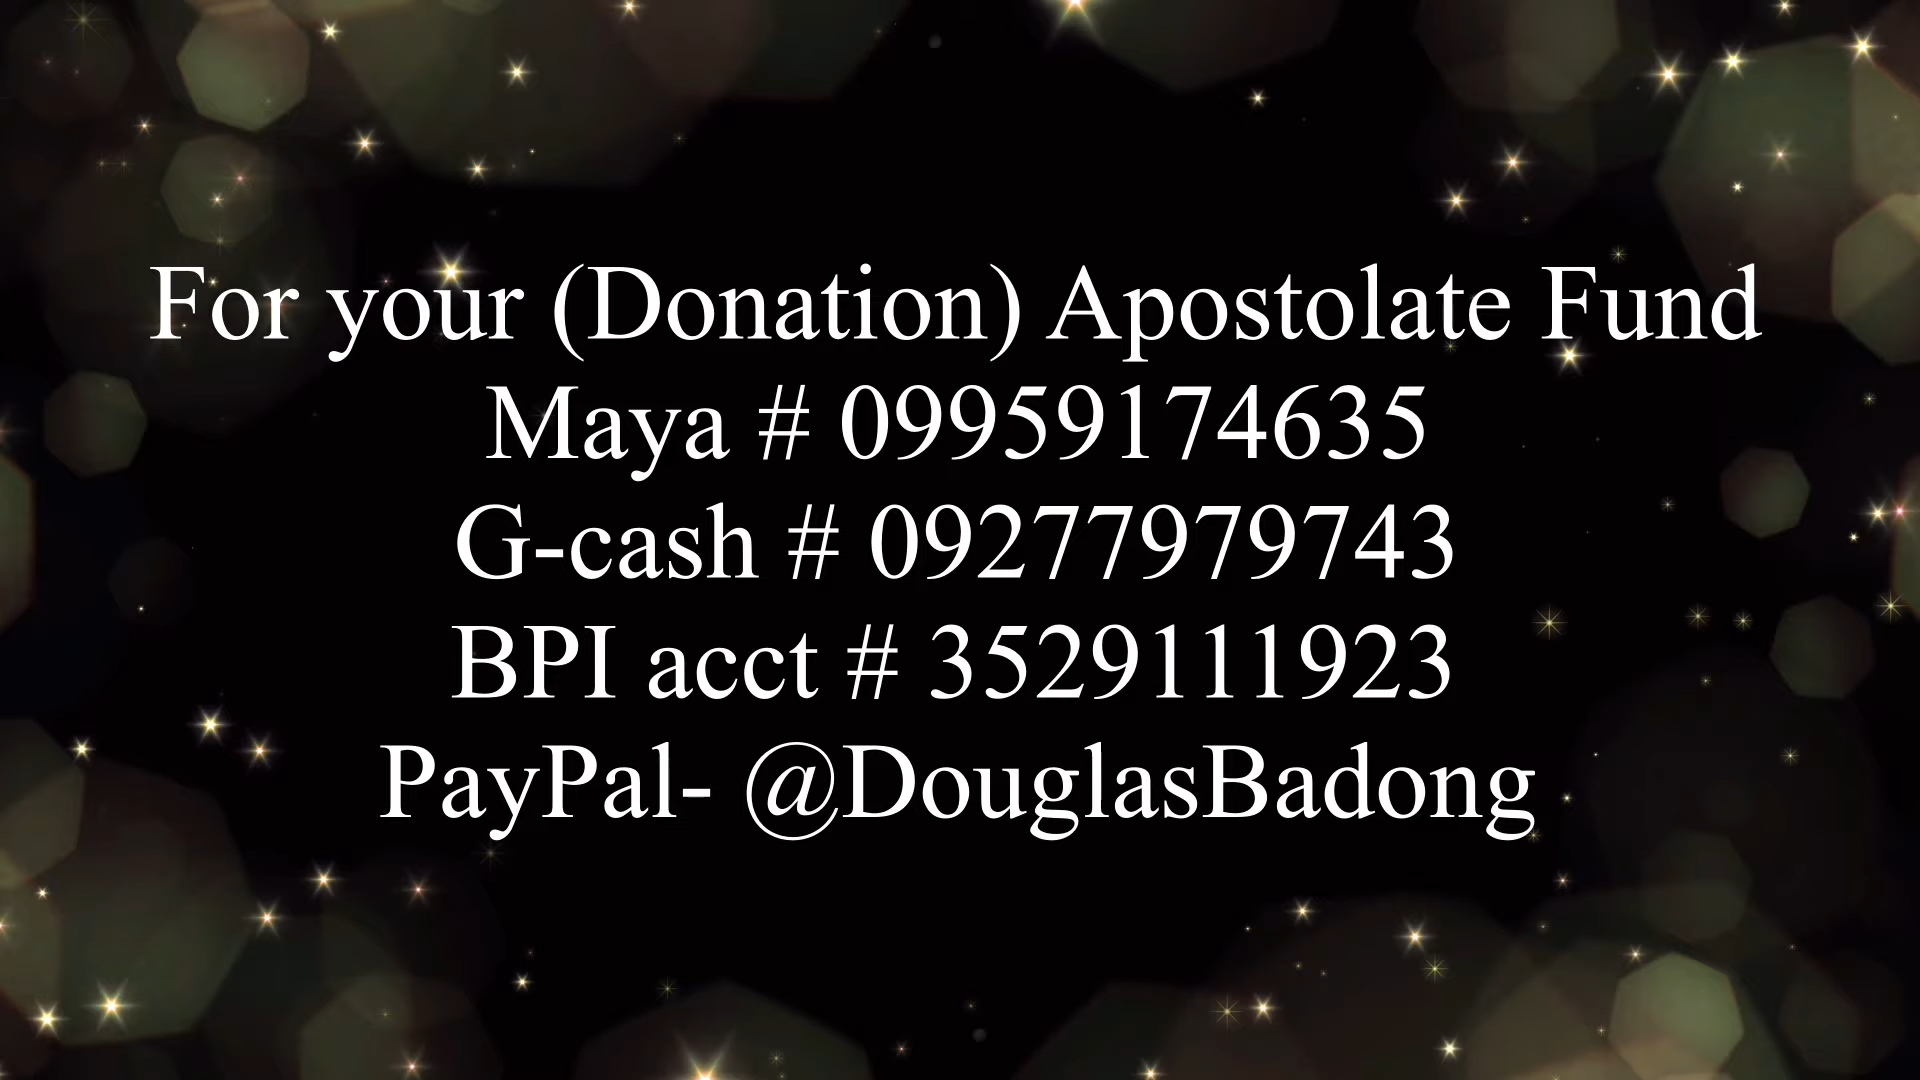 For your (Donation) Apostolate Fund
Maya # 09959174635
G-cash # 09277979743
BPI acct # 3529111923
PayPal- @DouglasBadong